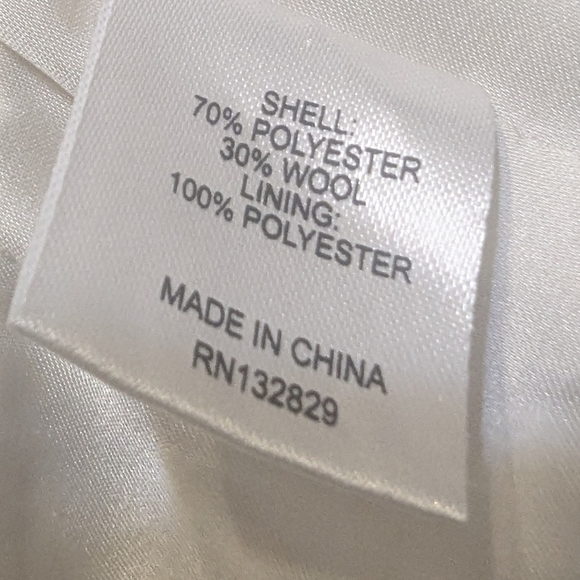 SHELL:
70% POLYESTER
30% WOOL
LINING:
100% POLYESTER
MADE IN CHINA
RN132829